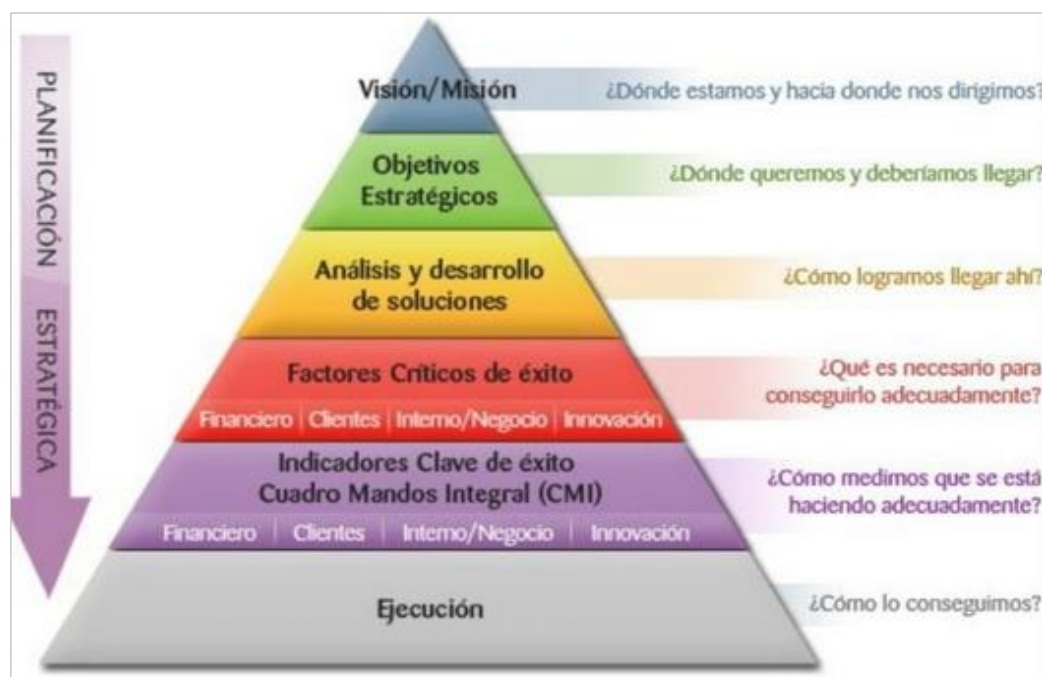 PLANIFICACIÓN ESTRATÉGICA
Visión/Misión
¿Dónde estamos y hacia donde nos dirigimos?
Objetivos
Estratégicos
¿Dónde queremos y deberíamos llegar?
Análisis y desarrollo
de soluciones
¿Cómo logramos llegar ahí?
Factores Críticos de éxito
Financiero Clientes Interno/Negocio Innovación
¿Qué es necesario para
conseguirlo adecuadamente?
Indicadores Clave de éxito
Cuadro Mandos Integral (CMI)
Financiero Clientes Interno/Negocio Innovación
¿Cómo medimos que se está
haciendo adecuadamente?
Ejecución
¿Cómo lo conseguimos?